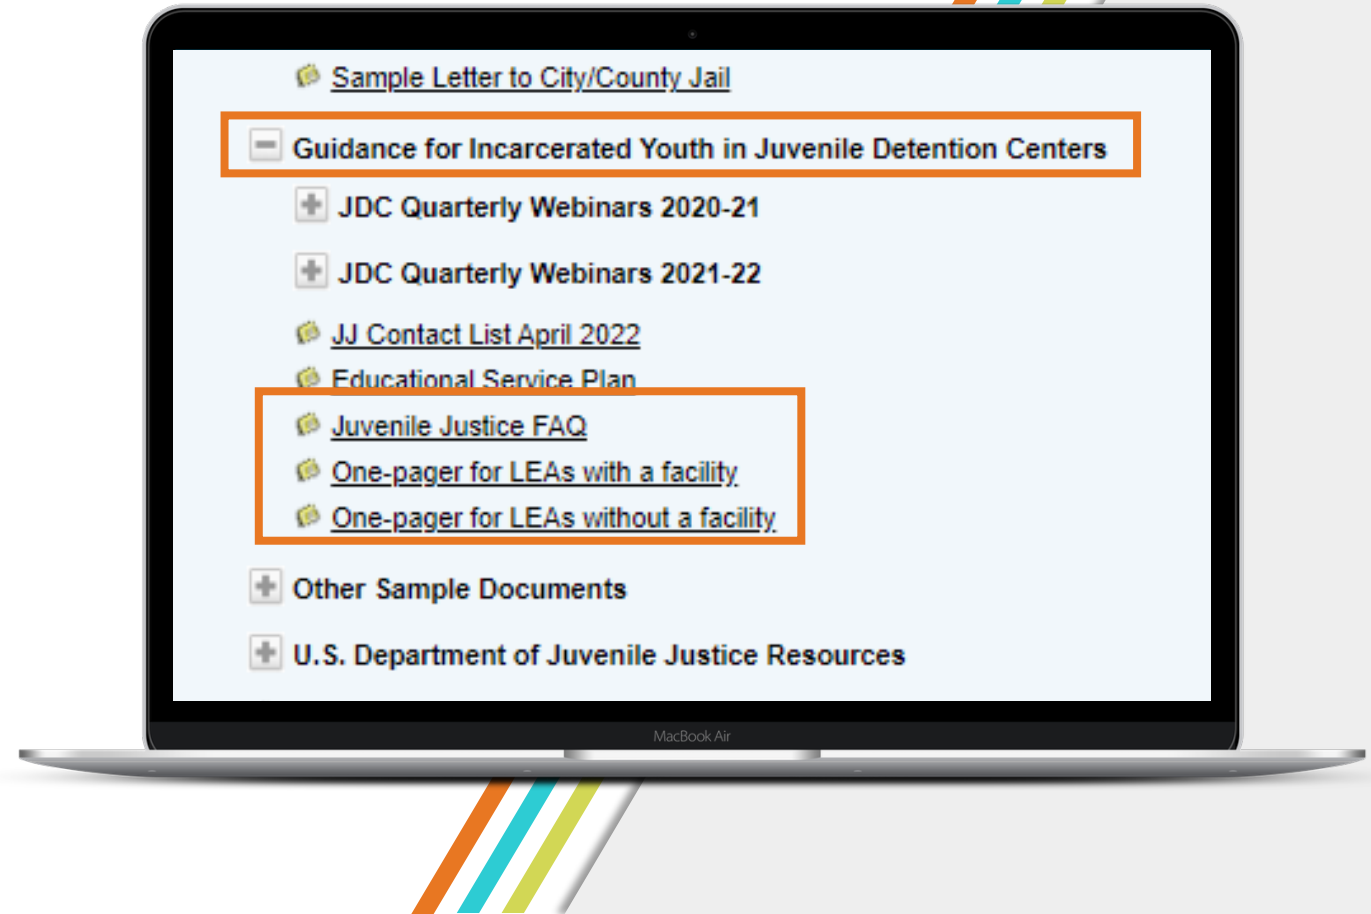 Sample Letter to City/County Jail
Guidance for Incarcerated Youth in Juvenile Detention Centers
JDC Quarterly Webinars 2020-21
JDC Quarterly Webinars 2021-22
JJ Contact List April 2022
Educational Service Plan
Juvenile Justice FAQ
One-pager for LEAs with a facility
One-pager for LEAs without a facility
Other Sample Documents
U.S. Department of Juvenile Justice Resources
MacBook Air